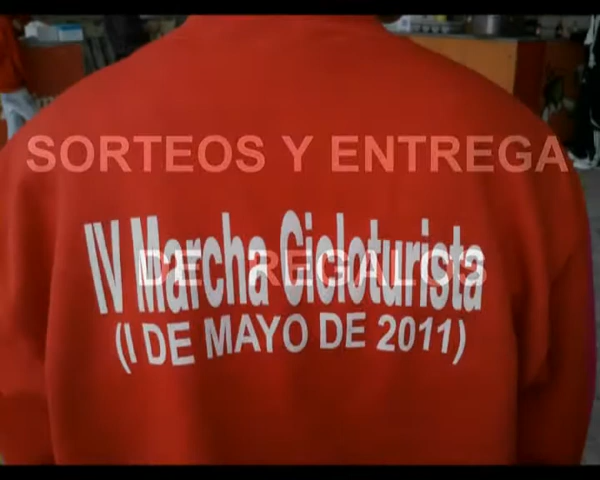 SORTEOS Y ENTREGA
DE REGALOS
IV Marcha Cicloturista
(I DE MAYO DE 2011)